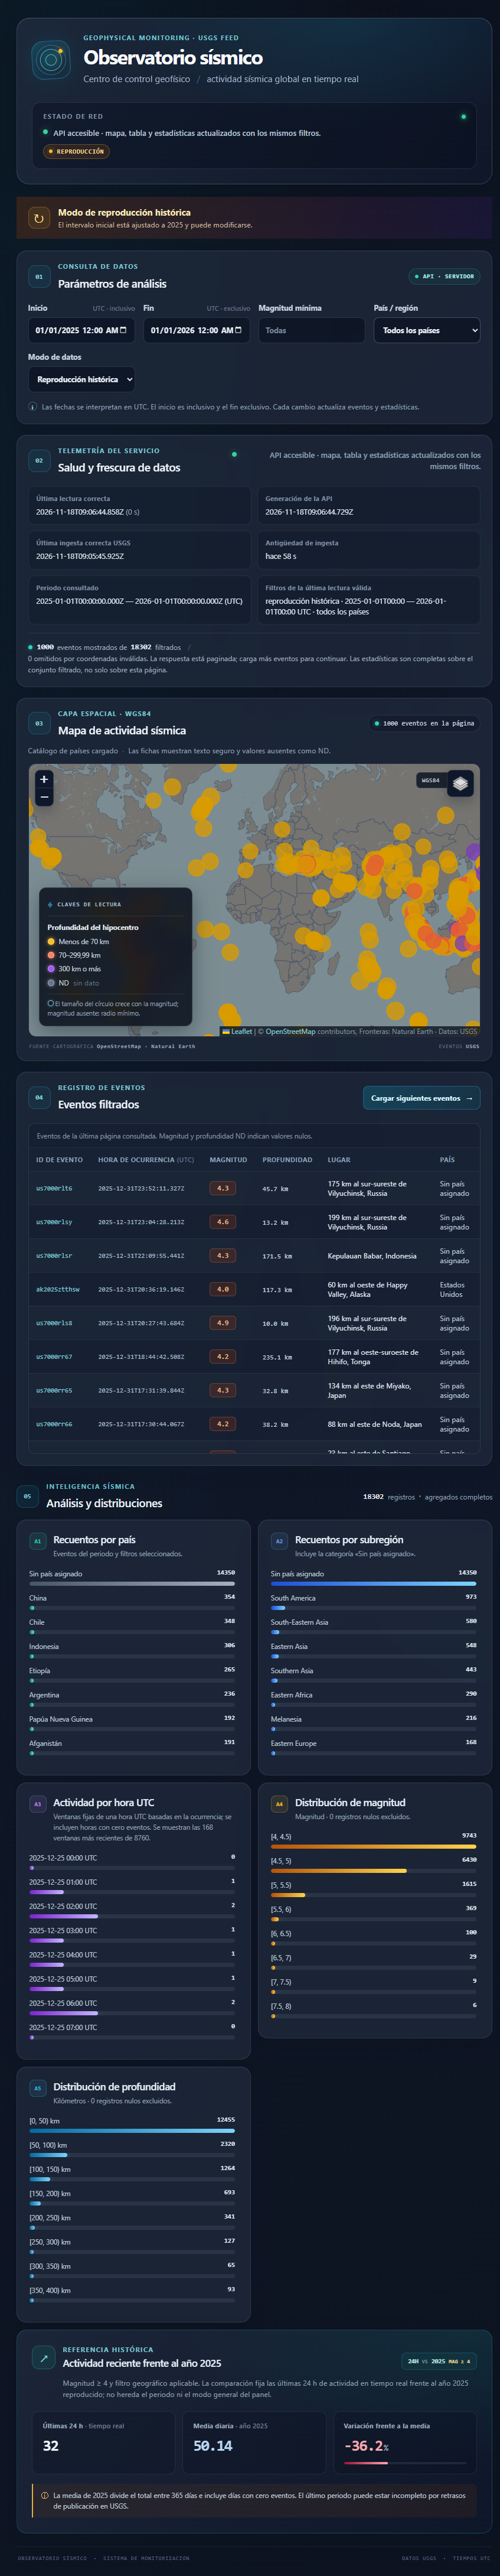 GEOPHYSICAL MONITORING · USGS FEED
Observatorio sísmico
Centro de control geofísico / actividad sísmica global en tiempo real
ESTADO DE RED
API accesible · mapa, tabla y estadísticas actualizados con los mismos filtros.
REPRODUCCIÓN
Modo de reproducción histórica
El intervalo inicial está ajustado a 2025 y puede modificarse.
01
CONSULTA DE DATOS
Parámetros de análisis
API · SERVIDOR
Inicio UTC · inclusivo
Fin UTC · exclusivo
Magnitud mínima
País / región
01/01/2025 12:00 AM
01/01/2026 12:00 AM
Todas
Todos los países
Modo de datos
Reproducción histórica
Las fechas se interpretan en UTC. El inicio es inclusivo y el fin exclusivo. Cada cambio actualiza eventos y estadísticas.
02
TELEMETRÍA DEL SERVICIO
Salud y frescura de datos
API accesible · mapa, tabla y estadísticas actualizados con los mismos filtros.
Última lectura correcta
2026-11-18T09:06:44.858Z (0 s)
Generación de la API
2026-11-18T09:06:44.729Z
Última ingesta correcta USGS
2026-11-18T09:05:45.925Z
Antigüedad de ingesta
hace 58 s
Periodo consultado
2025-01-01T00:00:00.000Z — 2026-01-01T00:00:00.000Z (UTC)
Filtros de la última lectura válida
reproducción histórica · 2025-01-01T00:00 — 2026-01-01T00:00 UTC · todos los países
1000 eventos mostrados de 18302 filtrados /
0 omitidos por coordenadas inválidas. La respuesta está paginada; carga más eventos para continuar. Las estadísticas son completas sobre el conjunto filtrado, no solo sobre esta página.
03
CAPA ESPACIAL · WGS84
Mapa de actividad sísmica
1000 eventos en la página
Catálogo de países cargado · Las fichas muestran texto seguro y valores ausentes como ND.
+
−
WGS84
CLAVES DE LECTURA
Profundidad del hipocentro
Menos de 70 km
70–299,99 km
300 km o más
ND sin dato
El tamaño del círculo crece con la magnitud; magnitud ausente: radio mínimo.
Leaflet | © OpenStreetMap contributors, Fronteras: Natural Earth · Datos: USGS
FUENTE CARTOGRÁFICA OpenStreetMap · Natural Earth
EVENTOS USGS
04
REGISTRO DE EVENTOS
Eventos filtrados
Cargar siguientes eventos →
Eventos de la última página consultada. Magnitud y profundidad ND indican valores nulos.
ID DE EVENTO HORA DE OCURRENCIA (UTC) MAGNITUD PROFUNDIDAD LUGAR PAÍS
us7000rlt6 2025-12-31T23:52:11.327Z 4.3 45.7 km 175 km al sur-sureste de Vilyuchinsk, Russia Sin país asignado
us7000rlsy 2025-12-31T23:04:28.213Z 4.6 13.2 km 199 km al sur-sureste de Vilyuchinsk, Russia Sin país asignado
us7000rlsr 2025-12-31T22:09:55.441Z 4.3 171.5 km Kepulauan Babar, Indonesia Sin país asignado
ak2025ztthsw 2025-12-31T20:36:19.146Z 4.0 117.3 km 60 km al oeste de Happy Valley, Alaska Estados Unidos
us7000rls8 2025-12-31T20:27:43.684Z 4.9 10.0 km 196 km al sur-sureste de Vilyuchinsk, Russia Sin país asignado
us7000rr67 2025-12-31T18:44:42.508Z 4.2 235.1 km 177 km al oeste-suroeste de Hihifo, Tonga Sin país asignado
us7000rr65 2025-12-31T17:31:39.844Z 4.3 32.8 km 134 km al este de Miyako, Japan Sin país asignado
us7000rr66 2025-12-31T17:30:44.067Z 4.2 38.2 km 88 km al este de Noda, Japan Sin país asignado
05
INTELIGENCIA SÍSMICA
Análisis y distribuciones
18302 registros · agregados completos
A1
Recuentos por país
Eventos del periodo y filtros seleccionados.
Sin país asignado 14350
China 354
Chile 348
Indonesia 306
Etiopía 265
Argentina 236
Papúa Nueva Guinea 192
Afganistán 191
A2
Recuentos por subregión
Incluye la categoría «Sin país asignado».
Sin país asignado 14350
South America 973
South-Eastern Asia 580
Eastern Asia 548
Southern Asia 443
Eastern Africa 290
Melanesia 216
Eastern Europe 168
A3
Actividad por hora UTC
Ventanas fijas de una hora UTC basadas en la ocurrencia; se incluyen horas con cero eventos. Se muestran las 168 ventanas más recientes de 8760.
2025-12-25 00:00 UTC 0
2025-12-25 01:00 UTC 1
2025-12-25 02:00 UTC 2
2025-12-25 03:00 UTC 1
2025-12-25 04:00 UTC 1
2025-12-25 05:00 UTC 1
2025-12-25 06:00 UTC 2
2025-12-25 07:00 UTC 0
A4
Distribución de magnitud
Magnitud · 0 registros nulos excluidos.
[4, 4.5) 9743
[4.5, 5) 6430
[5, 5.5) 1615
[5.5, 6) 369
[6, 6.5) 100
[6.5, 7) 29
[7, 7.5) 9
[7.5, 8) 6
A5
Distribución de profundidad
Kilómetros · 0 registros nulos excluidos.
[0, 50) km 12455
[50, 100) km 2320
[100, 150) km 1264
[150, 200) km 693
[200, 250) km 341
[250, 300) km 127
[300, 350) km 65
[350, 400) km 93
REFERENCIA HISTÓRICA
Actividad reciente frente al año 2025
24H VS 2025 MAG ≥ 4
Magnitud ≥ 4 y filtro geográfico aplicable. La comparación fija las últimas 24 h de actividad en tiempo real frente al año 2025 reproducido; no hereda el periodo ni el modo general del panel.
Últimas 24 h · tiempo real
32
Media diaria · año 2025
50.14
Variación frente a la media
-36.2%
La media de 2025 divide el total entre 365 días e incluye días con cero eventos. El último periodo puede estar incompleto por retrasos de publicación en USGS.
OBSERVATORIO SÍSMICO · SISTEMA DE MONITORIZACIÓN
DATOS USGS · TIEMPOS UTC